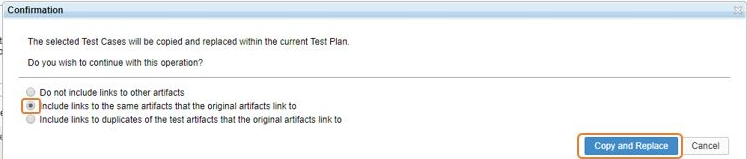 Confirmation
The selected Test Cases will be copied and replaced within the current Test Plan.
Do you wish to continue with this operation?
Do not include links to other artifacts
Include links to the same artifacts that the original artifacts link to
Include links to duplicates of the test artifacts that the original artifacts link to
Copy and Replace Cancel